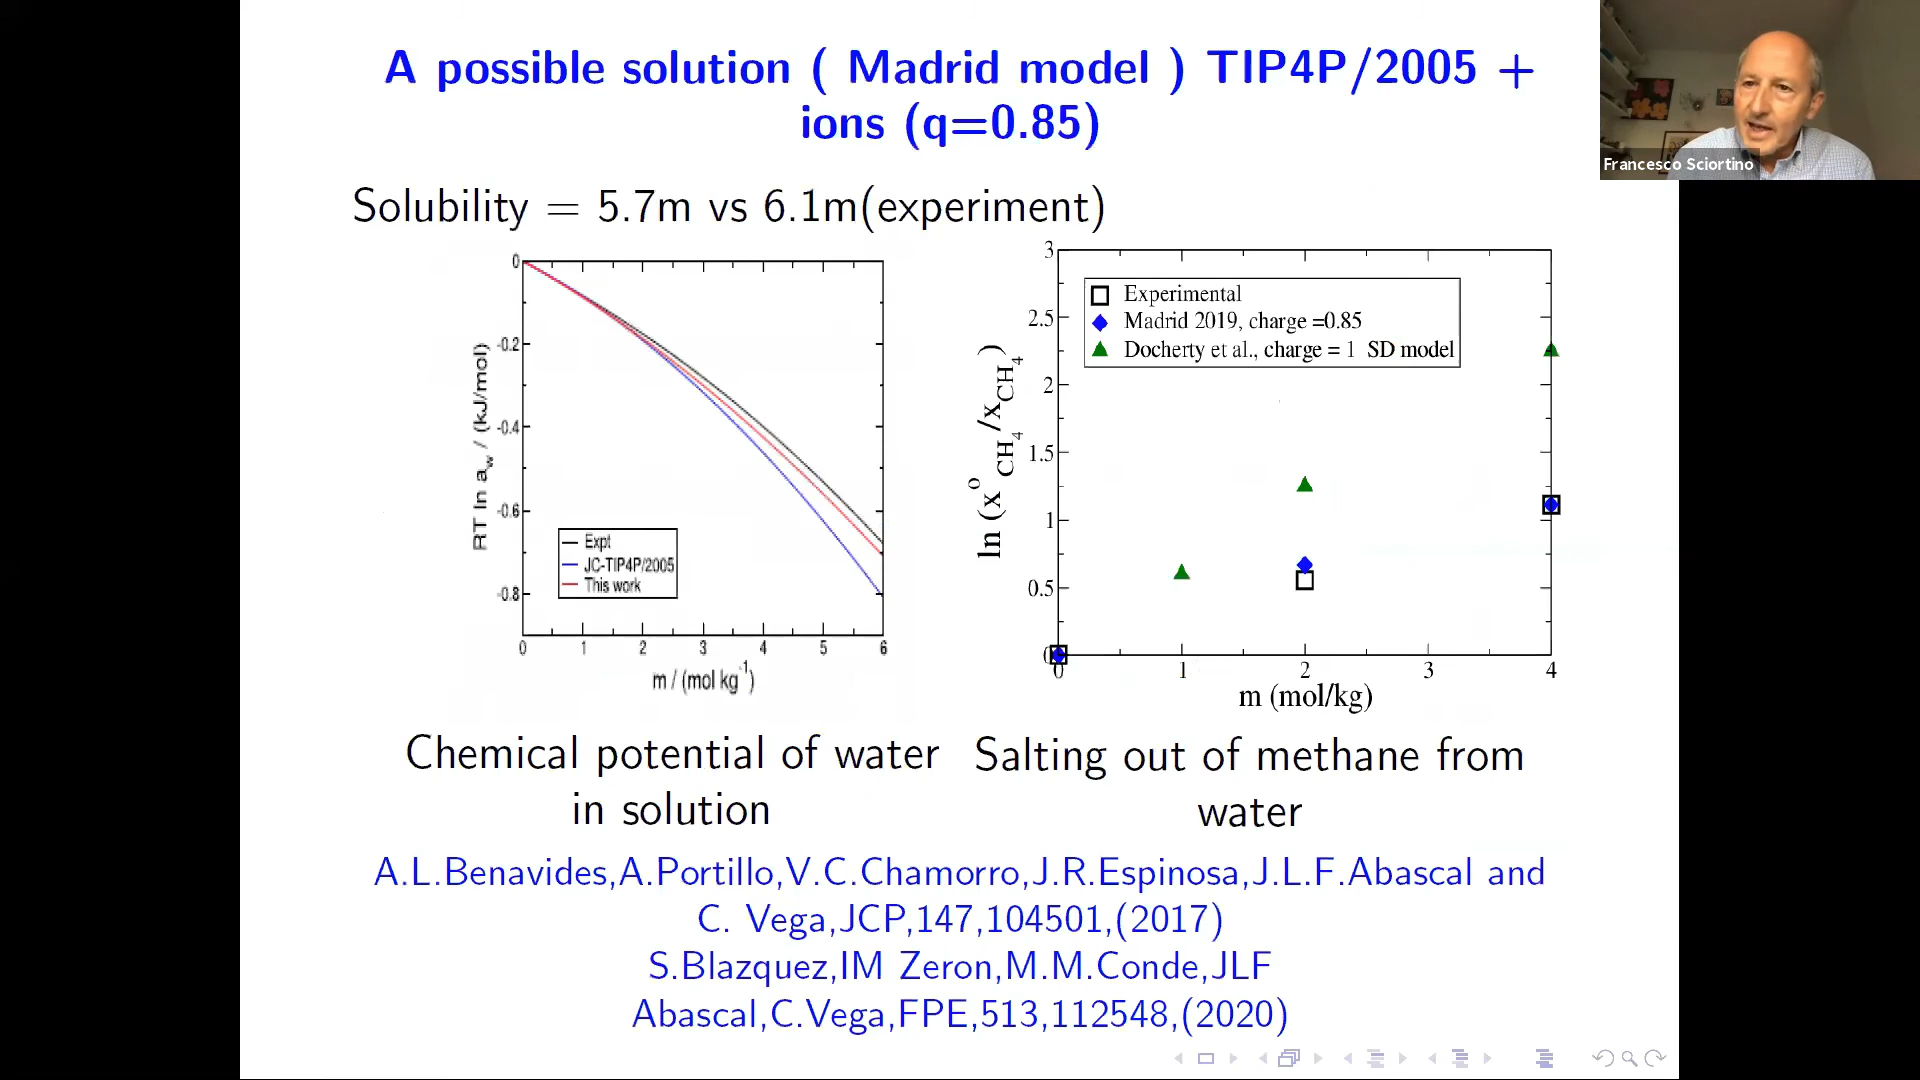 A possible solution ( Madrid model ) TIP4P/2005 +
ions (q=0.85)
Francesco Sciortino
Solubility = 5.7m vs 6.1m(experiment)
0
-0.2
-0.4
-0.6
-0.8
RT ln a_w / (kJ/mol)
Expt
JC-TIP4P/2005
This work
0 1 2 3 4 5 6
m / (mol kg⁻¹)
3
2.5
2
1.5
1
0.5
0
ln (x⁰_CH₄/x_CH₄)
Experimental
Madrid 2019, charge =0.85
Docherty et al., charge = 1 SD model
0 1 2 3 4
m (mol/kg)
Chemical potential of water
in solution
Salting out of methane from
water
A.L.Benavides,A.Portillo,V.C.Chamorro,J.R.Espinosa,J.L.F.Abascal and
C. Vega,JCP,147,104501,(2017)
S.Blazquez,IM Zeron,M.M.Conde,JLF
Abascal,C.Vega,FPE,513,112548,(2020)